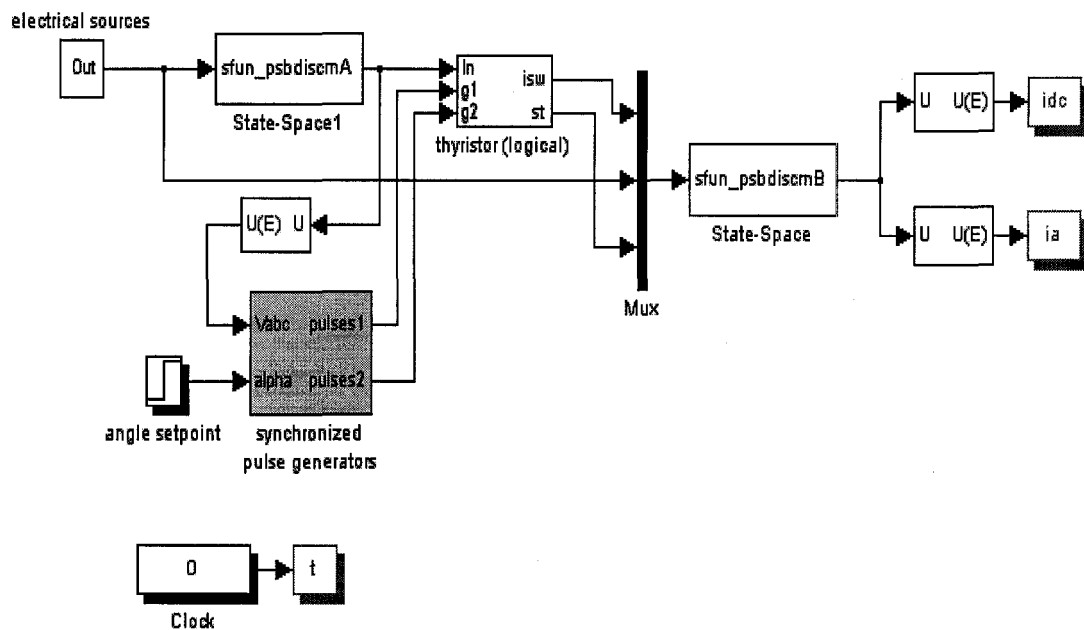 electrical sources
Out
sfun_psbdiscmA
State-Space1
In
g1
g2
isw
st
thyristor (logical)
sfun_psbdiscmB
State-Space
U U(E)
idc
U U(E)
ia
U(E) U
Mux
Vabc pulses1
alpha pulses2
angle setpoint
synchronized
pulse generators
0
t
Clock